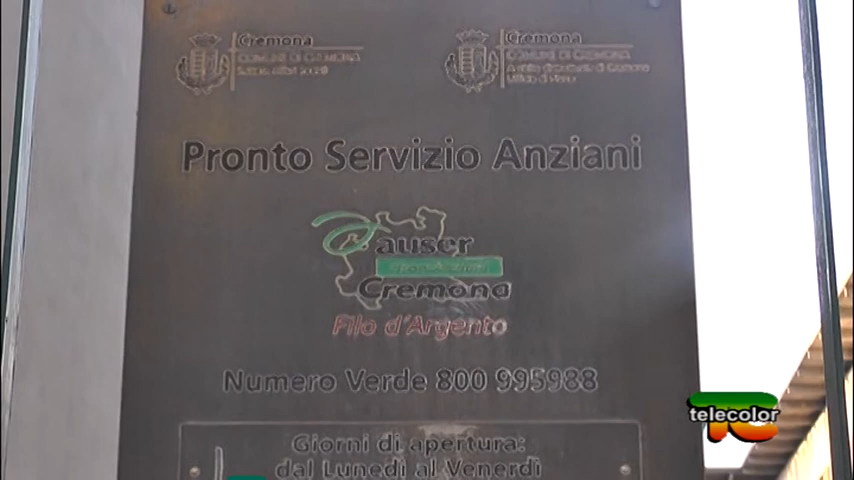 Cremona
COMUNE DI CREMONA
Cremona
COMUNE DI CREMONA
Pronto Servizio Anziani
auser
Cremona
Filo d'Argento
Numero Verde 800 995988
Giorni di apertura:
dal Lunedì al Venerdì
telecolor